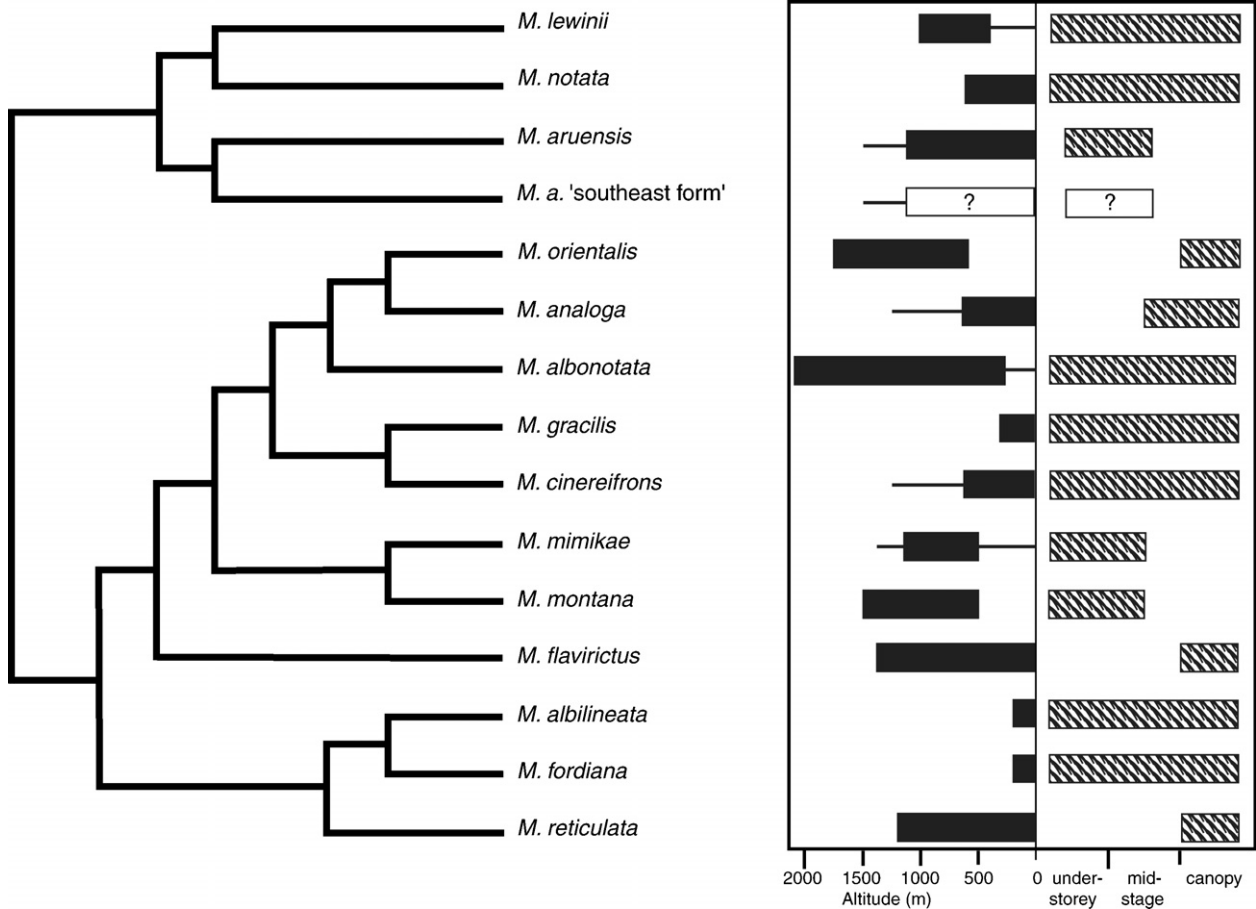 M. lewinii
M. notata
M. aruensis
M. a. 'southeast form'
? ?
M. orientalis
M. analoga
M. albonotata
M. gracilis
M. cinereifrons
M. mimikae
M. montana
M. flavirictus
M. albilineata
M. fordiana
M. reticulata
2000 1500 1000 500 0 under- mid- canopy
Altitude (m) storey stage